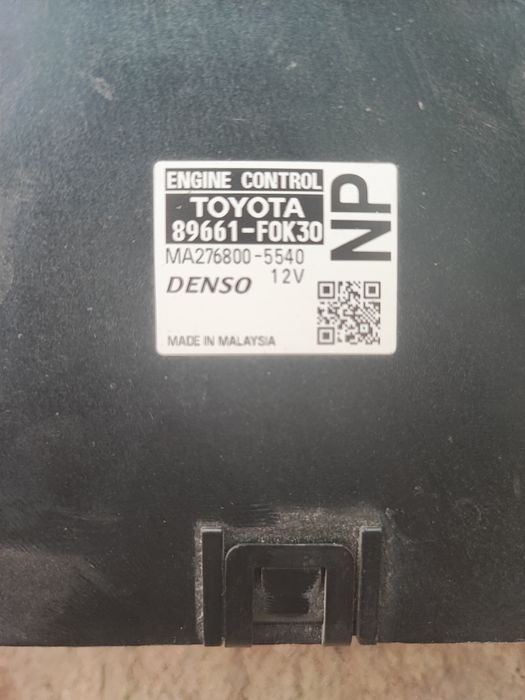 ENGINE CONTROL
TOYOTA
89661-F0K30
MA276800-5540
12V
DENSO
MADE IN MALAYSIA
NP